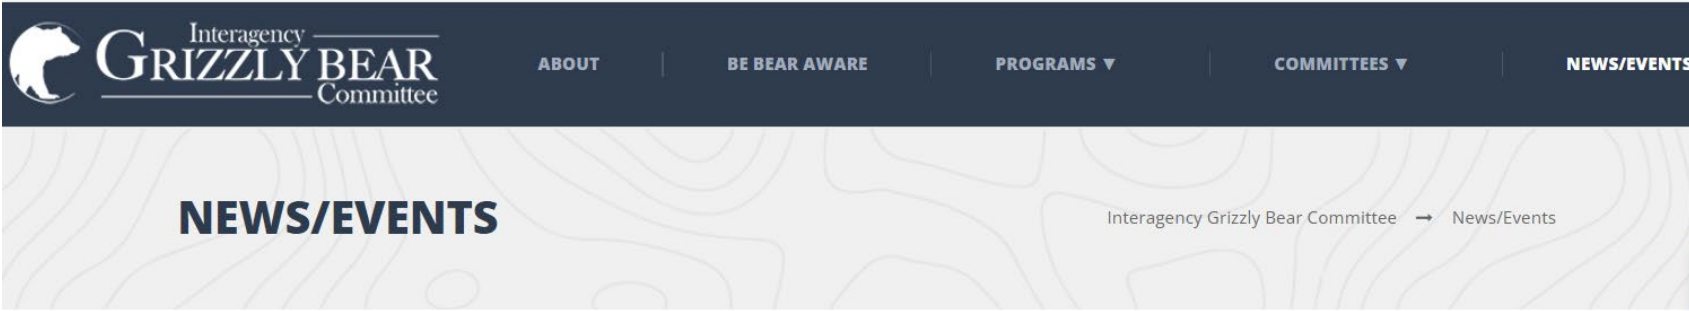 Interagency
GRIZZLY BEAR
Committee
ABOUT
BE BEAR AWARE
PROGRAMS ▼
COMMITTEES ▼
NEWS/EVENTS
NEWS/EVENTS
Interagency Grizzly Bear Committee → News/Events